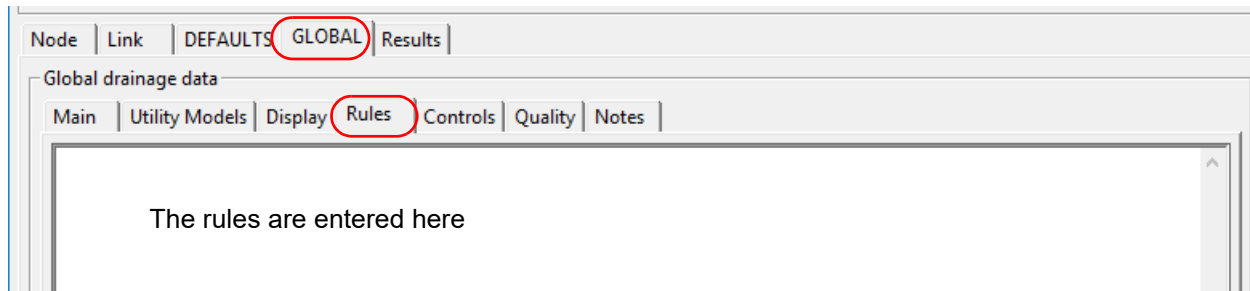 Node Link DEFAULTS GLOBAL Results
Global drainage data
Main Utility Models Display Rules Controls Quality Notes
The rules are entered here